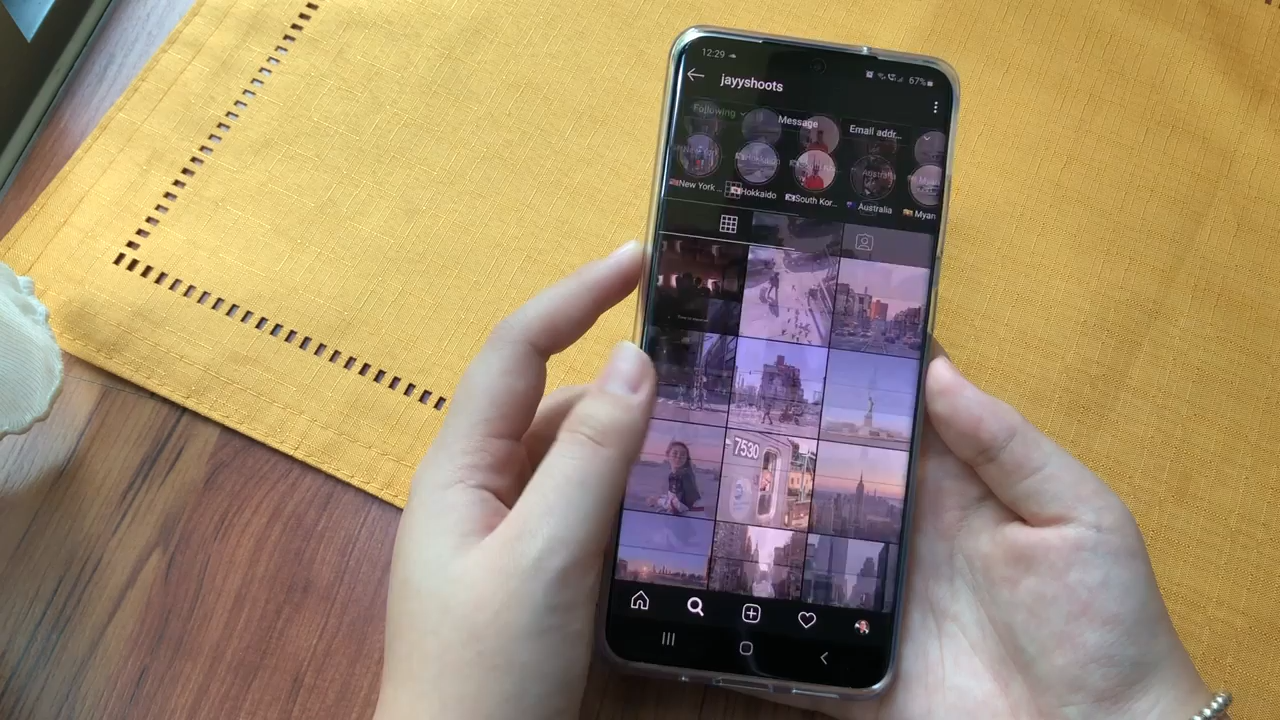 12:29
67%
jayyshoots
Following
Message
Email addr...
New York ...
Hokkaido
South Kor...
Australia
Myan
7530